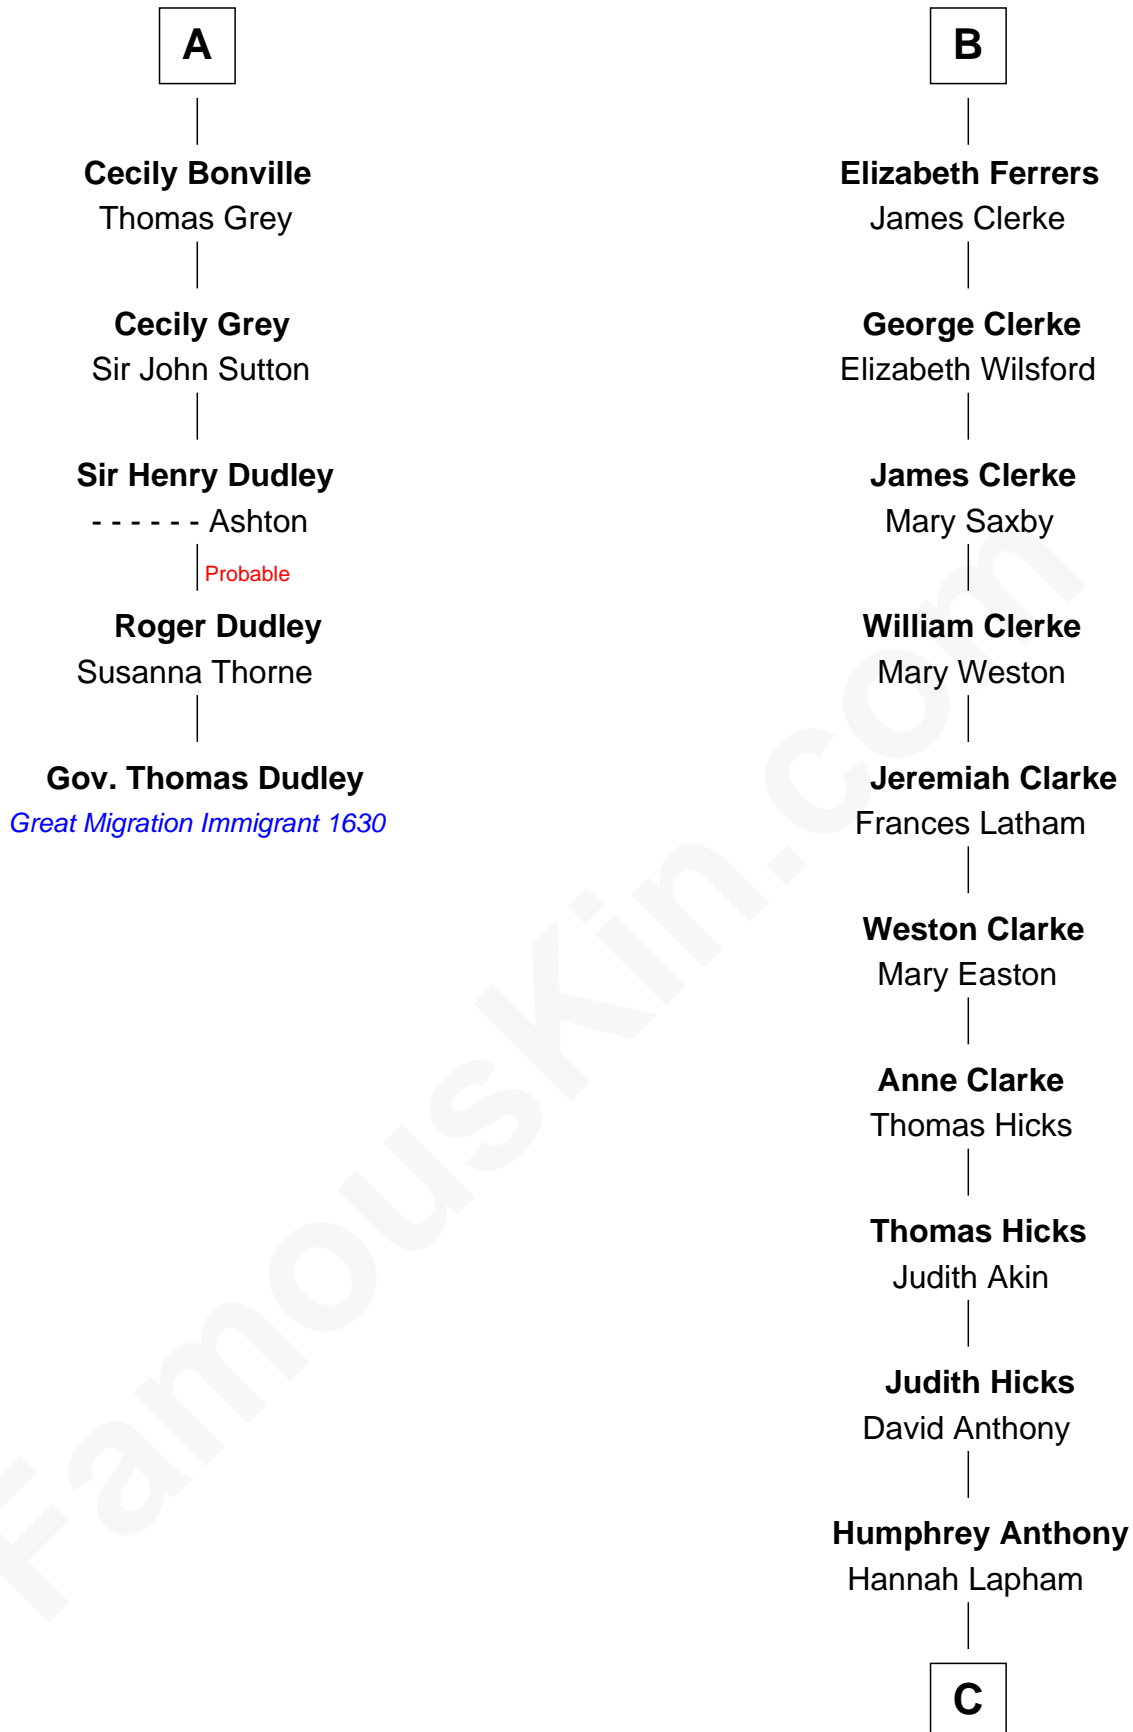 A
Cecily Bonville
Thomas Grey
Cecily Grey
Sir John Sutton
Sir Henry Dudley
- - - - - - Ashton
Probable
Roger Dudley
Susanna Thorne
Gov. Thomas Dudley
Great Migration Immigrant 1630
B
Elizabeth Ferrers
James Clerke
George Clerke
Elizabeth Wilsford
James Clerke
Mary Saxby
William Clerke
Mary Weston
Jeremiah Clarke
Frances Latham
Weston Clarke
Mary Easton
Anne Clarke
Thomas Hicks
Thomas Hicks
Judith Akin
Judith Hicks
David Anthony
Humphrey Anthony
Hannah Lapham
C
FamousKin.com